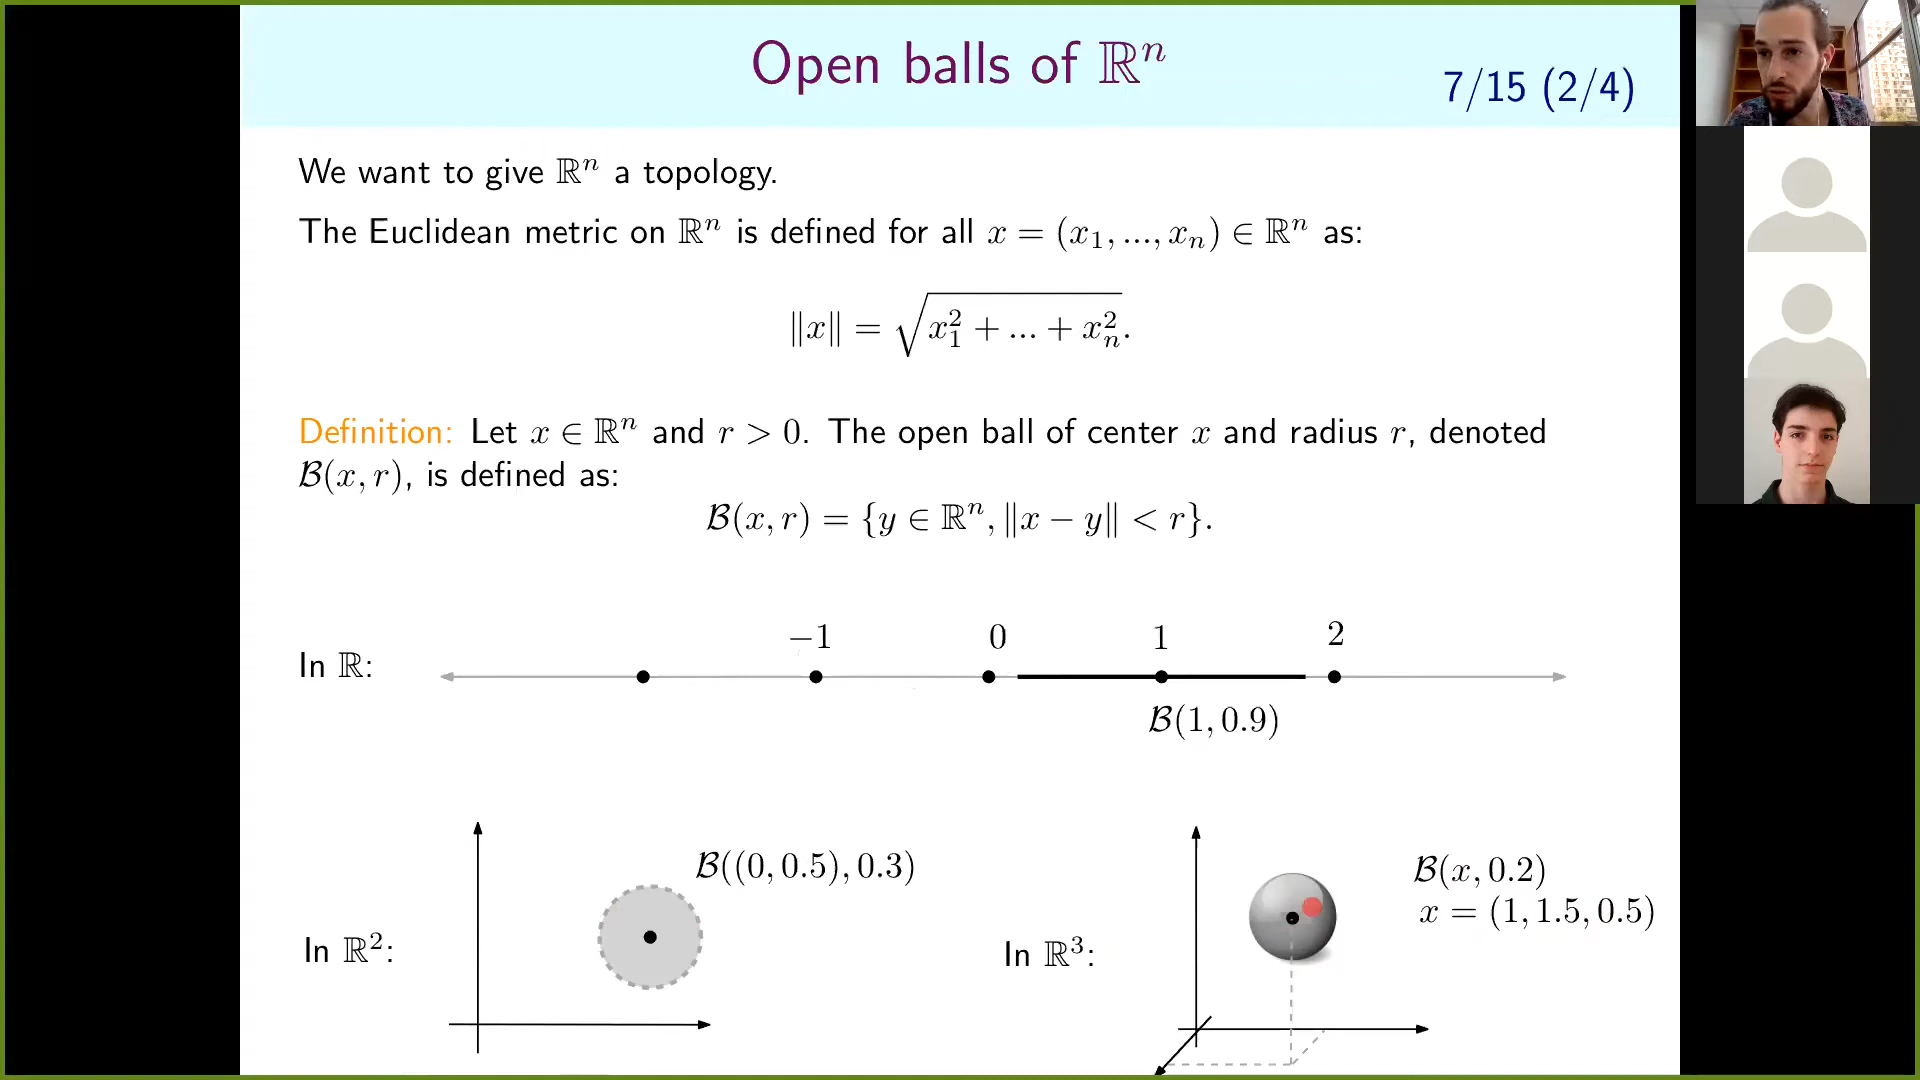 Open balls of ℝⁿ
7/15 (2/4)
We want to give ℝⁿ a topology.
The Euclidean metric on ℝⁿ is defined for all x = (x₁, ..., xₙ) ∈ ℝⁿ as:
‖x‖ = √(x₁² + ... + xₙ²).
Definition: Let x ∈ ℝⁿ and r > 0. The open ball of center x and radius r, denoted
ℬ(x, r), is defined as:
ℬ(x, r) = {y ∈ ℝⁿ, ‖x − y‖ < r}.
In ℝ:
−1 0 1 2
ℬ(1, 0.9)
In ℝ²:
ℬ((0, 0.5), 0.3)
In ℝ³:
ℬ(x, 0.2)
x = (1, 1.5, 0.5)